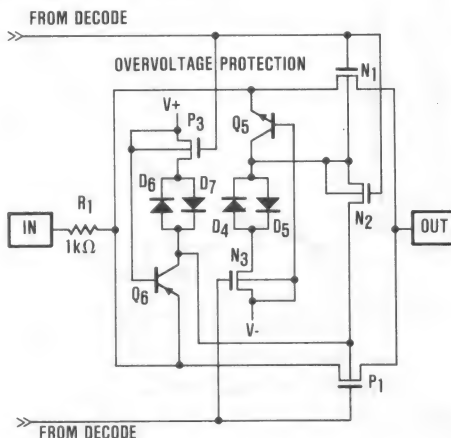 FROM DECODE
OVERVOLTAGE PROTECTION
N1
V+
P3
Q5
D6
D7
R1
D4
D5
N2
IN
1kΩ
OUT
N3
Q6
V-
P1
FROM DECODE